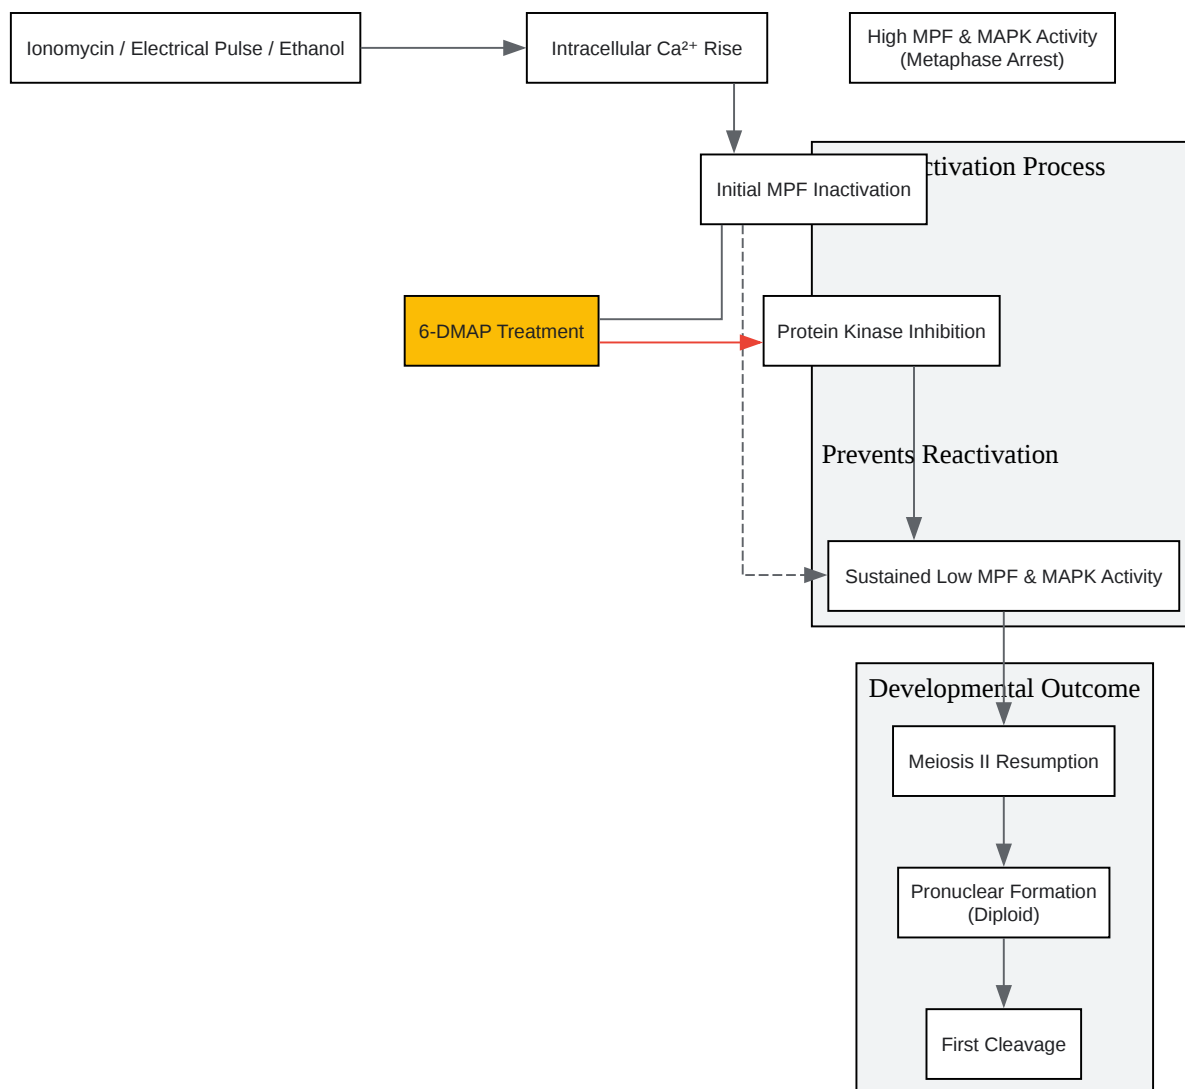 Ionomycin / Electrical Pulse / Ethanol
Intracellular Ca²⁺ Rise
High MPF & MAPK Activity
(Metaphase Arrest)
Initial MPF Inactivation
Process
6-DMAP Treatment
Protein Kinase Inhibition
Prevents Reactivation
Sustained Low MPF & MAPK Activity
Developmental Outcome
Meiosis II Resumption
Pronuclear Formation
(Diploid)
First Cleavage